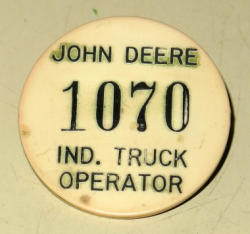 JOHN DEERE
1070
IND. TRUCK
OPERATOR